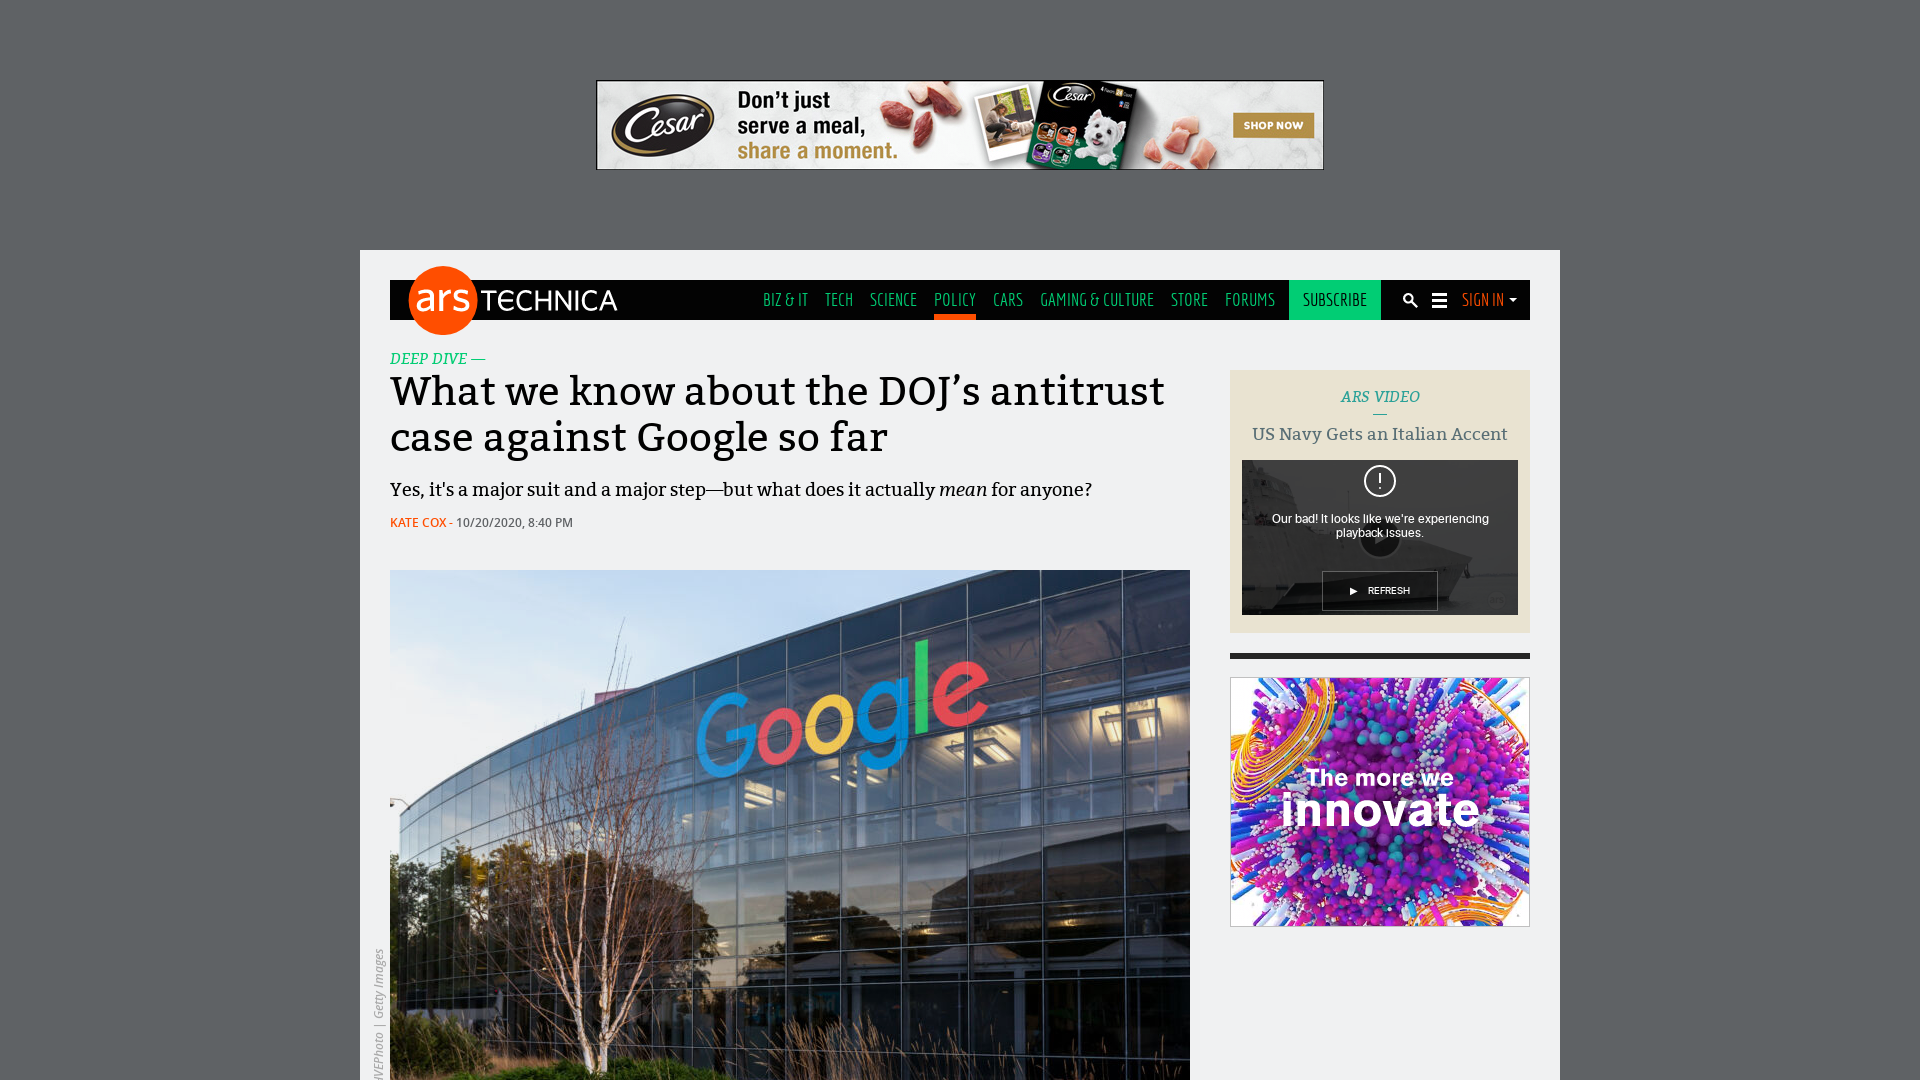 Cesar
Don't just
serve a meal,
share a moment.
Cesar
SHOP NOW
ars TECHNICA
BIZ & IT TECH SCIENCE POLICY CARS GAMING & CULTURE STORE FORUMS SUBSCRIBE SIGN IN
DEEP DIVE —
What we know about the DOJ’s antitrust
case against Google so far
Yes, it's a major suit and a major step—but what does it actually mean for anyone?
KATE COX - 10/20/2020, 8:40 PM
ARS VIDEO
US Navy Gets an Italian Accent
Our bad! It looks like we're experiencing
playback issues.
REFRESH
Google
The more we
innovate
| Getty Images